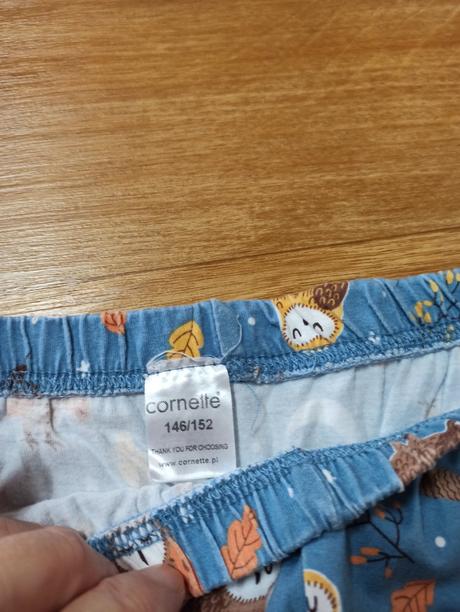 cornette
146/152
THANK YOU FOR CHOOSING
www.cornette.pl